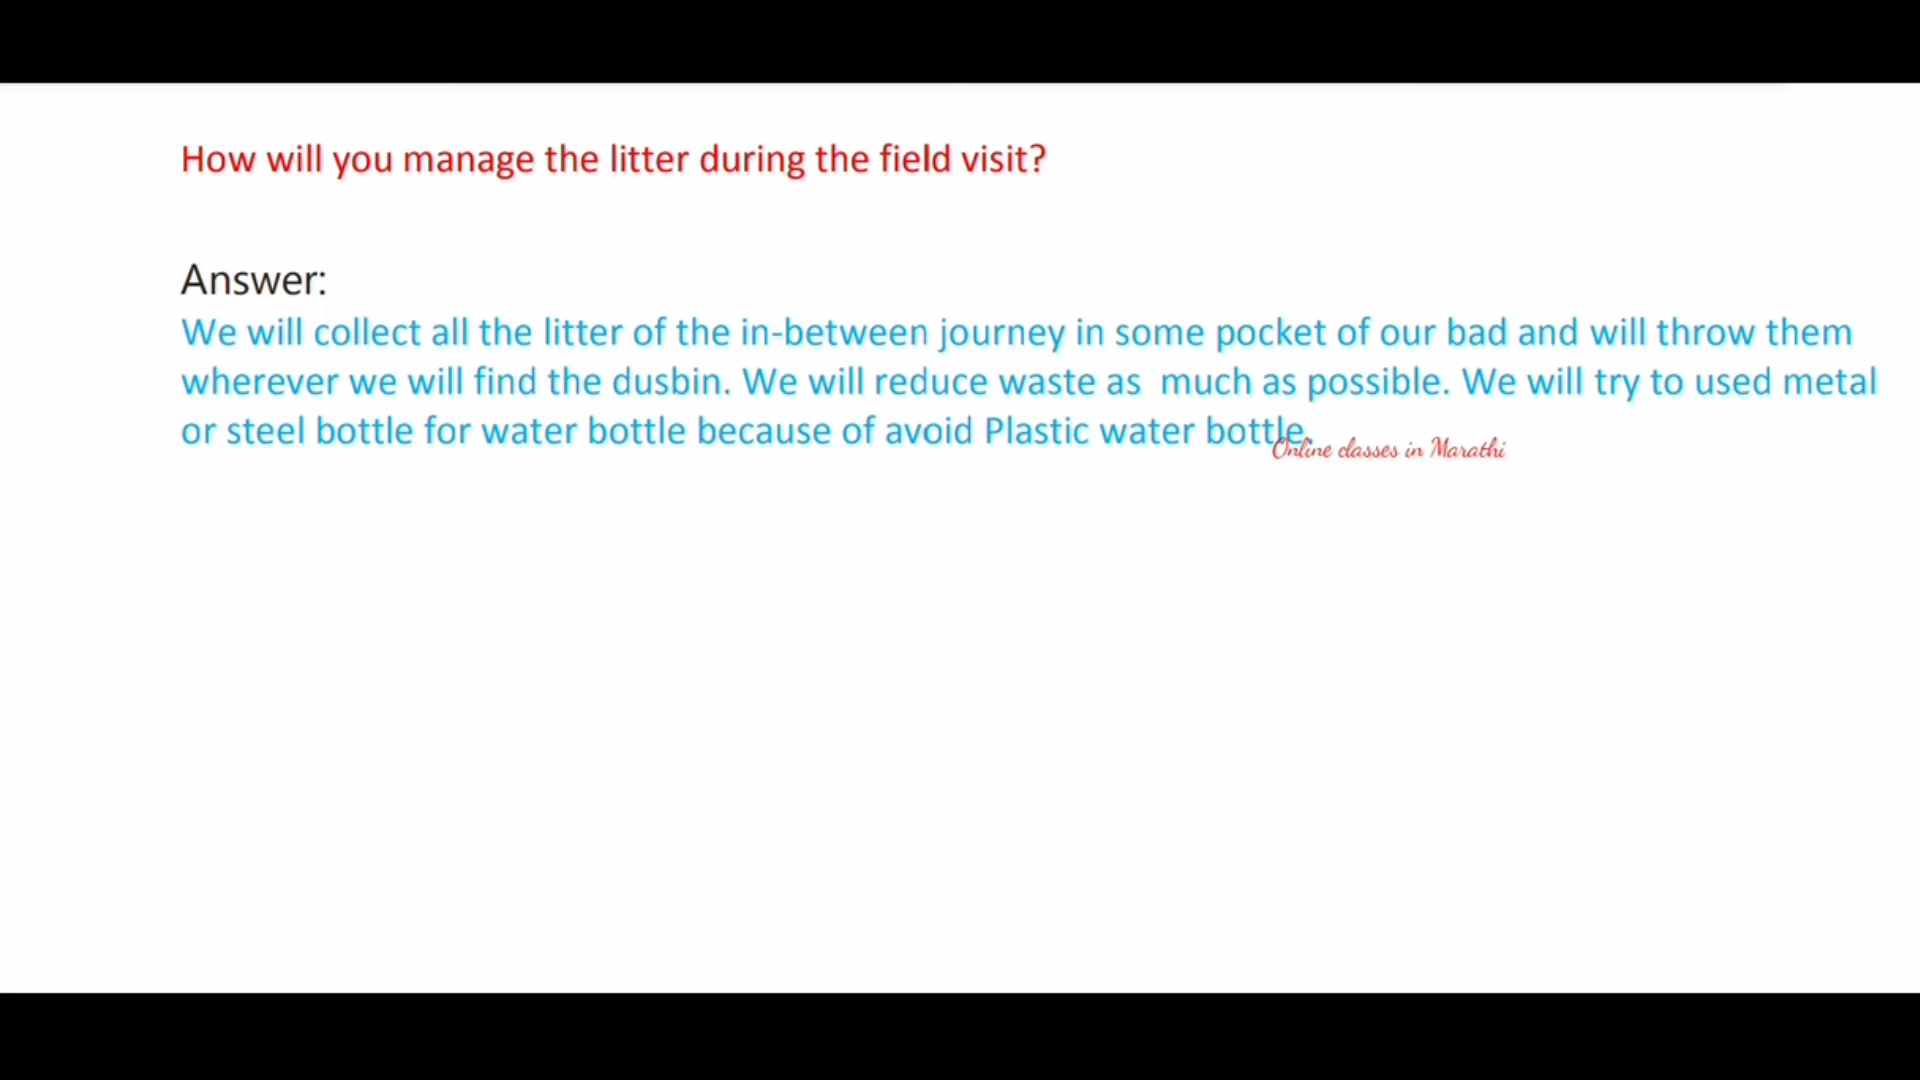 How will you manage the litter during the field visit?
Answer:
We will collect all the litter of the in-between journey in some pocket of our bad and will throw them
wherever we will find the dusbin. We will reduce waste as  much as possible. We will try to used metal
or steel bottle for water bottle because of avoid Plastic water bottle.
Online classes in Marathi